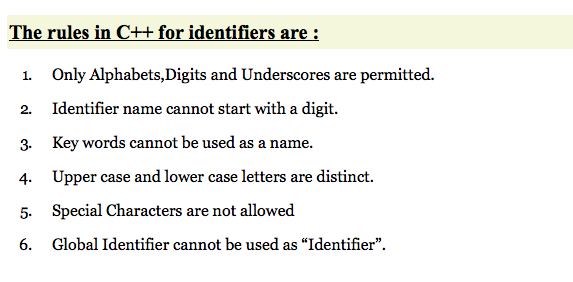 The rules in C++ for identifiers are :
1. Only Alphabets,Digits and Underscores are permitted.
2. Identifier name cannot start with a digit.
3. Key words cannot be used as a name.
4. Upper case and lower case letters are distinct.
5. Special Characters are not allowed
6. Global Identifier cannot be used as “Identifier”.